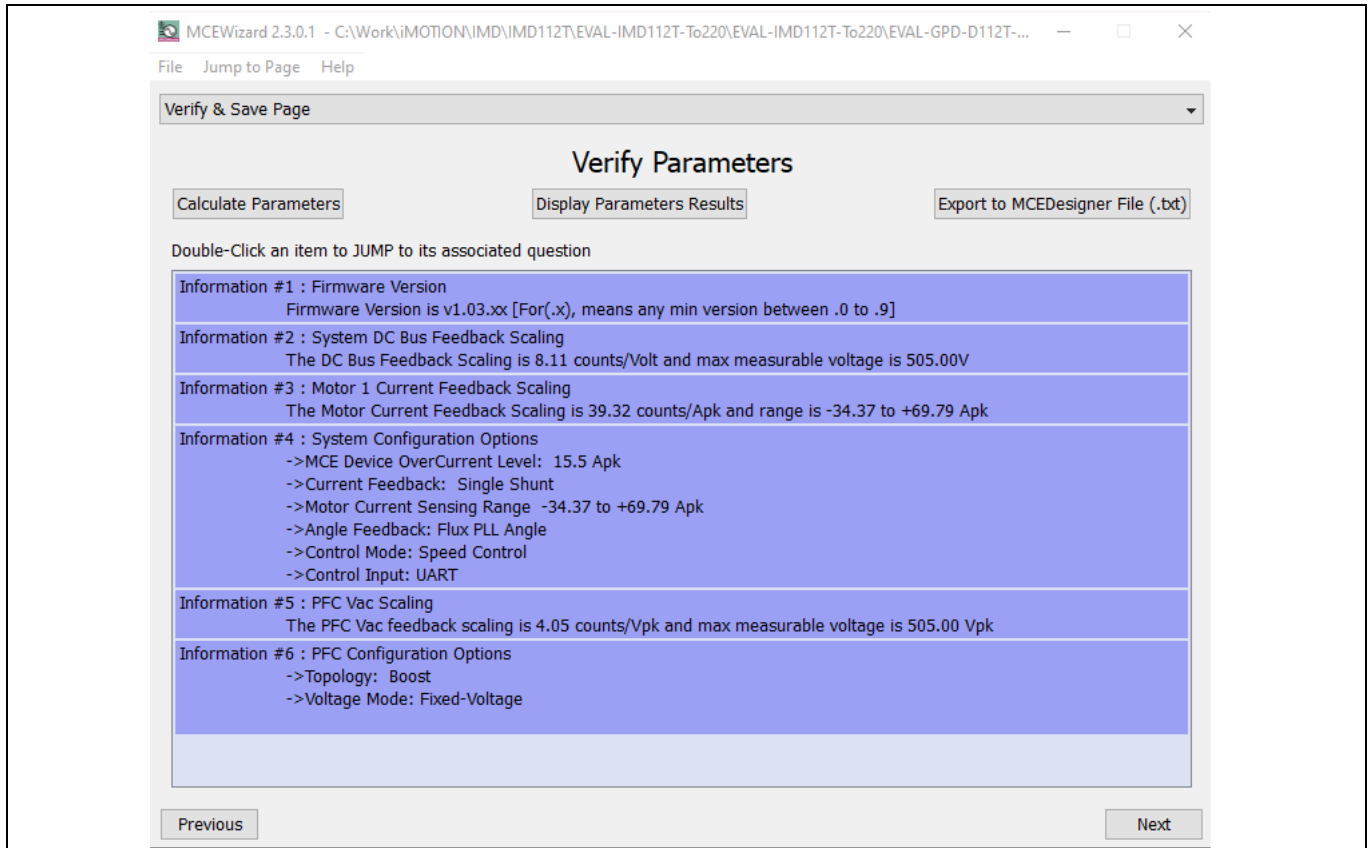 MCEWizard 2.3.0.1 - C:\Work\iMOTION\IMD\IMD112T\EVAL-IMD112T-To220\EVAL-IMD112T-To220\EVAL-GPD-D112T-...
File Jump to Page Help
Verify & Save Page
Verify Parameters
Calculate Parameters Display Parameters Results Export to MCEDesigner File (.txt)
Double-Click an item to JUMP to its associated question
Information #1 : Firmware Version
Firmware Version is v1.03.xx [For(.x), means any min version between .0 to .9]
Information #2 : System DC Bus Feedback Scaling
The DC Bus Feedback Scaling is 8.11 counts/Volt and max measurable voltage is 505.00V
Information #3 : Motor 1 Current Feedback Scaling
The Motor Current Feedback Scaling is 39.32 counts/Apk and range is -34.37 to +69.79 Apk
Information #4 : System Configuration Options
->MCE Device OverCurrent Level: 15.5 Apk
->Current Feedback: Single Shunt
->Motor Current Sensing Range -34.37 to +69.79 Apk
->Angle Feedback: Flux PLL Angle
->Control Mode: Speed Control
->Control Input: UART
Information #5 : PFC Vac Scaling
The PFC Vac feedback scaling is 4.05 counts/Vpk and max measurable voltage is 505.00 Vpk
Information #6 : PFC Configuration Options
->Topology: Boost
->Voltage Mode: Fixed-Voltage
Previous Next